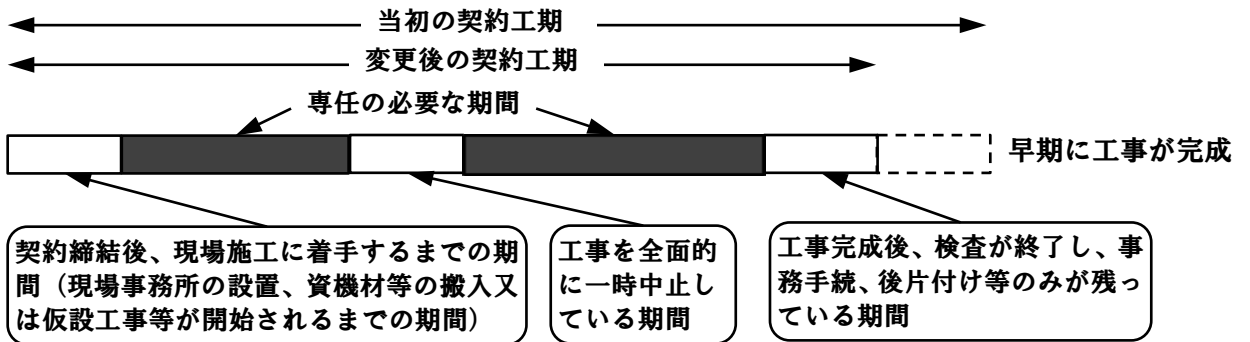 当初の契約工期
変更後の契約工期
専任の必要な期間
早期に工事が完成
契約締結後、現場施工に着手するまでの期
間（現場事務所の設置、資機材等の搬入又
は仮設工事等が開始されるまでの期間）
工事を全面的
に一時中止し
ている期間
工事完成後、検査が終了し、事
務手続、後片付け等のみが残っ
ている期間